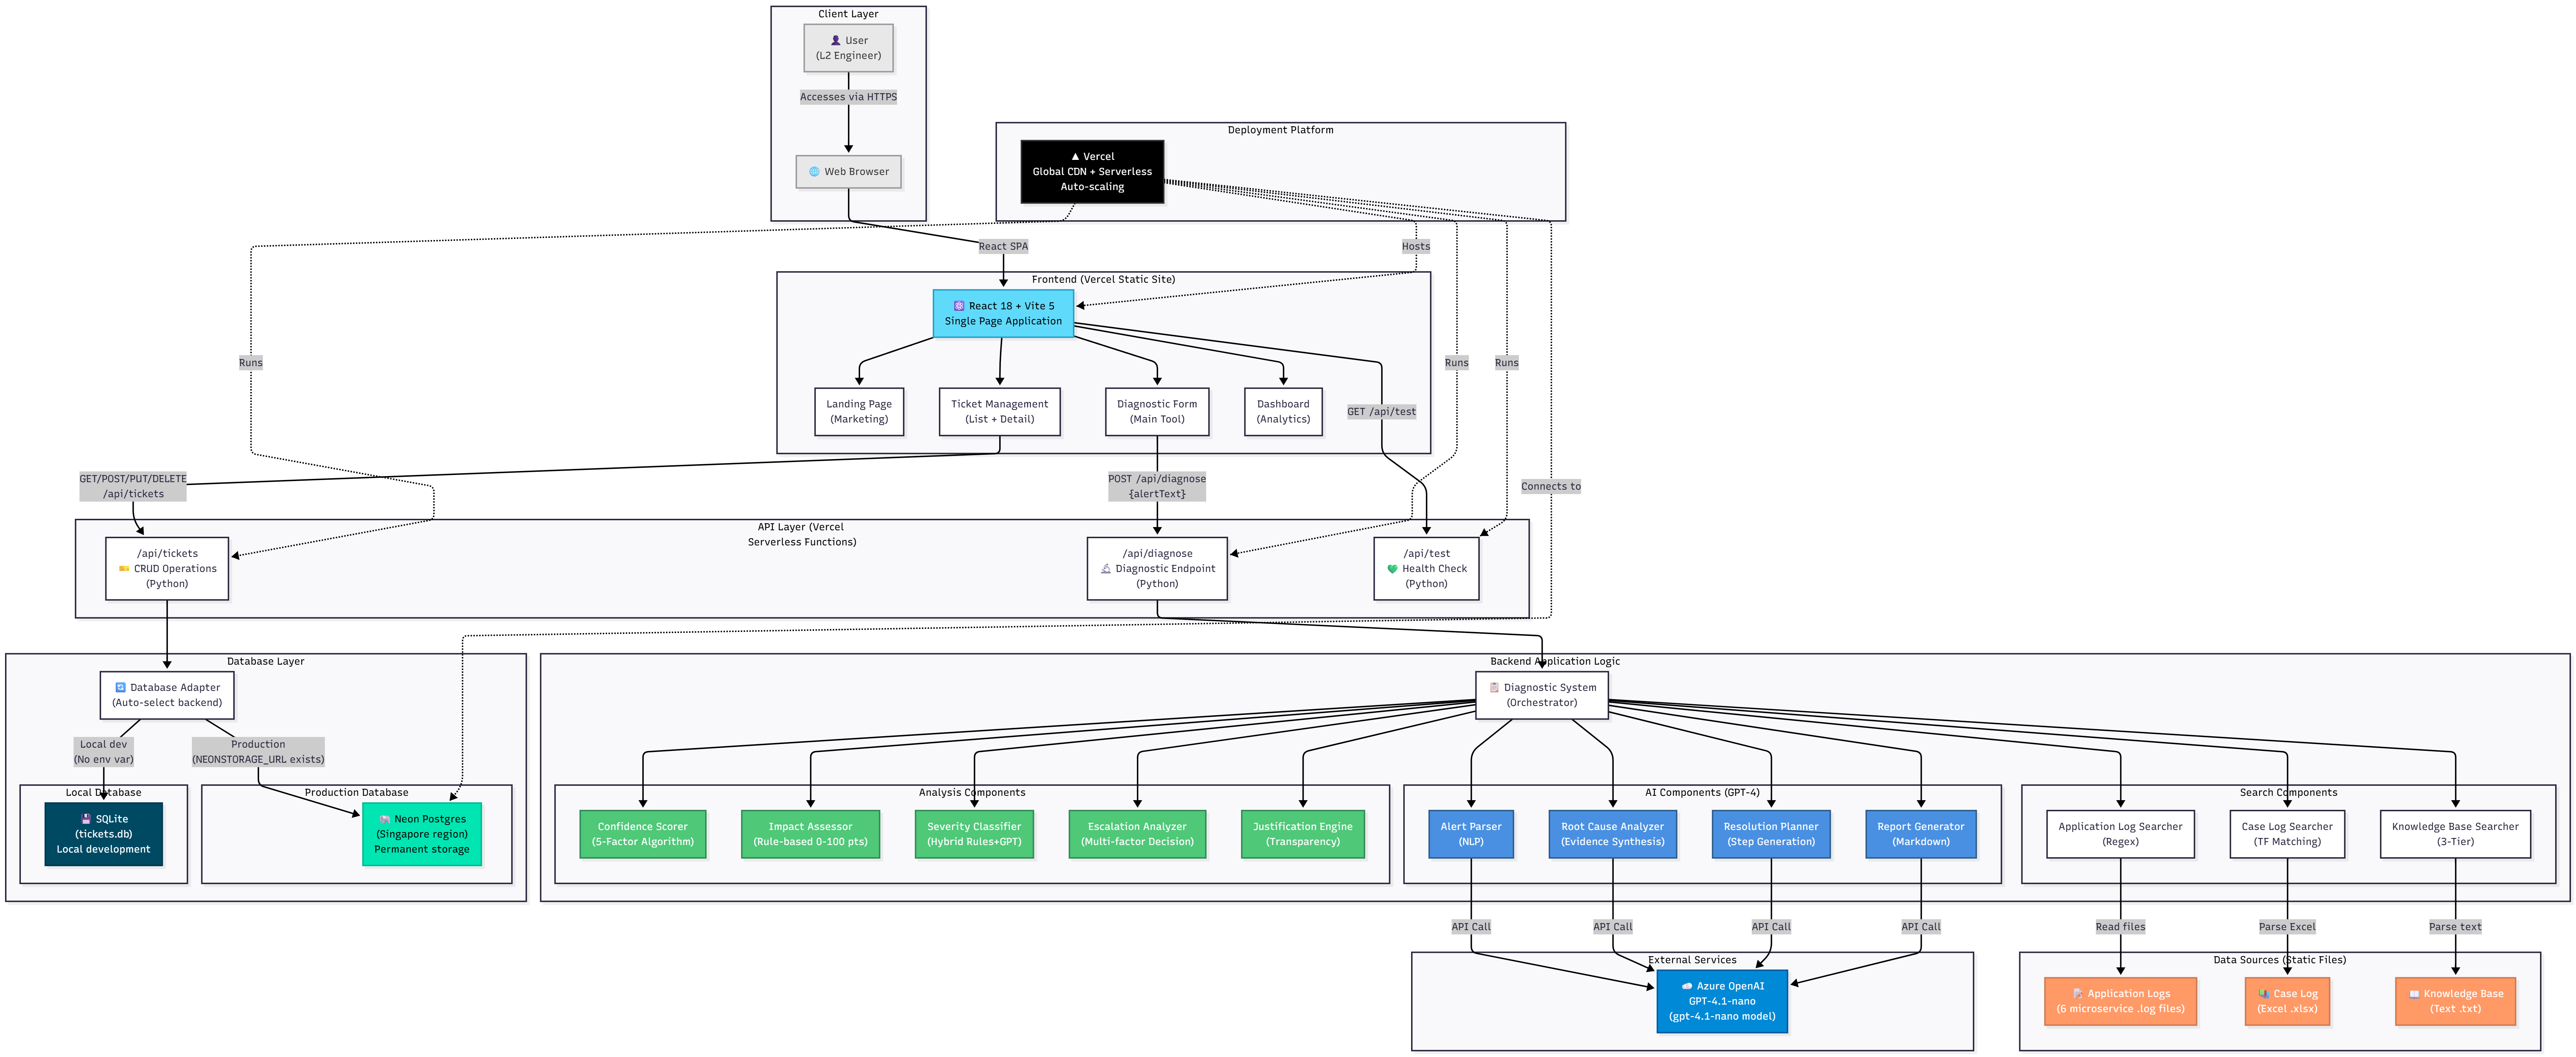 Client Layer
👤 User
(L2 Engineer)
Accesses via HTTPS
🌐 Web Browser
Deployment Platform
▲ Vercel
Global CDN + Serverless
Auto-scaling
React SPA
Hosts
Frontend (Vercel Static Site)
⚛️ React 18 + Vite 5
Single Page Application
Runs
Runs
Runs
Landing Page
(Marketing)
Ticket Management
(List + Detail)
Diagnostic Form
(Main Tool)
Dashboard
(Analytics)
GET /api/test
GET/POST/PUT/DELETE
/api/tickets
POST /api/diagnose
{alertText}
Connects to
API Layer (Vercel
Serverless Functions)
/api/tickets
🎫 CRUD Operations
(Python)
/api/diagnose
🔬 Diagnostic Endpoint
(Python)
/api/test
💚 Health Check
(Python)
Database Layer
🔄 Database Adapter
(Auto-select backend)
Local dev
(No env var)
Production
(NEONSTORAGE_URL exists)
Local Database
💾 SQLite
(tickets.db)
Local development
Production Database
🐘 Neon Postgres
(Singapore region)
Permanent storage
Backend Application Logic
📋 Diagnostic System
(Orchestrator)
Analysis Components
Confidence Scorer
(5-Factor Algorithm)
Impact Assessor
(Rule-based 0-100 pts)
Severity Classifier
(Hybrid Rules+GPT)
Escalation Analyzer
(Multi-factor Decision)
Justification Engine
(Transparency)
AI Components (GPT-4)
Alert Parser
(NLP)
Root Cause Analyzer
(Evidence Synthesis)
Resolution Planner
(Step Generation)
Report Generator
(Markdown)
Search Components
Application Log Searcher
(Regex)
Case Log Searcher
(TF Matching)
Knowledge Base Searcher
(3-Tier)
API Call
API Call
API Call
API Call
Read files
Parse Excel
Parse text
External Services
☁️ Azure OpenAI
GPT-4.1-nano
(gpt-4.1-nano model)
Data Sources (Static Files)
📝 Application Logs
(6 microservice .log files)
📊 Case Log
(Excel .xlsx)
📖 Knowledge Base
(Text .txt)